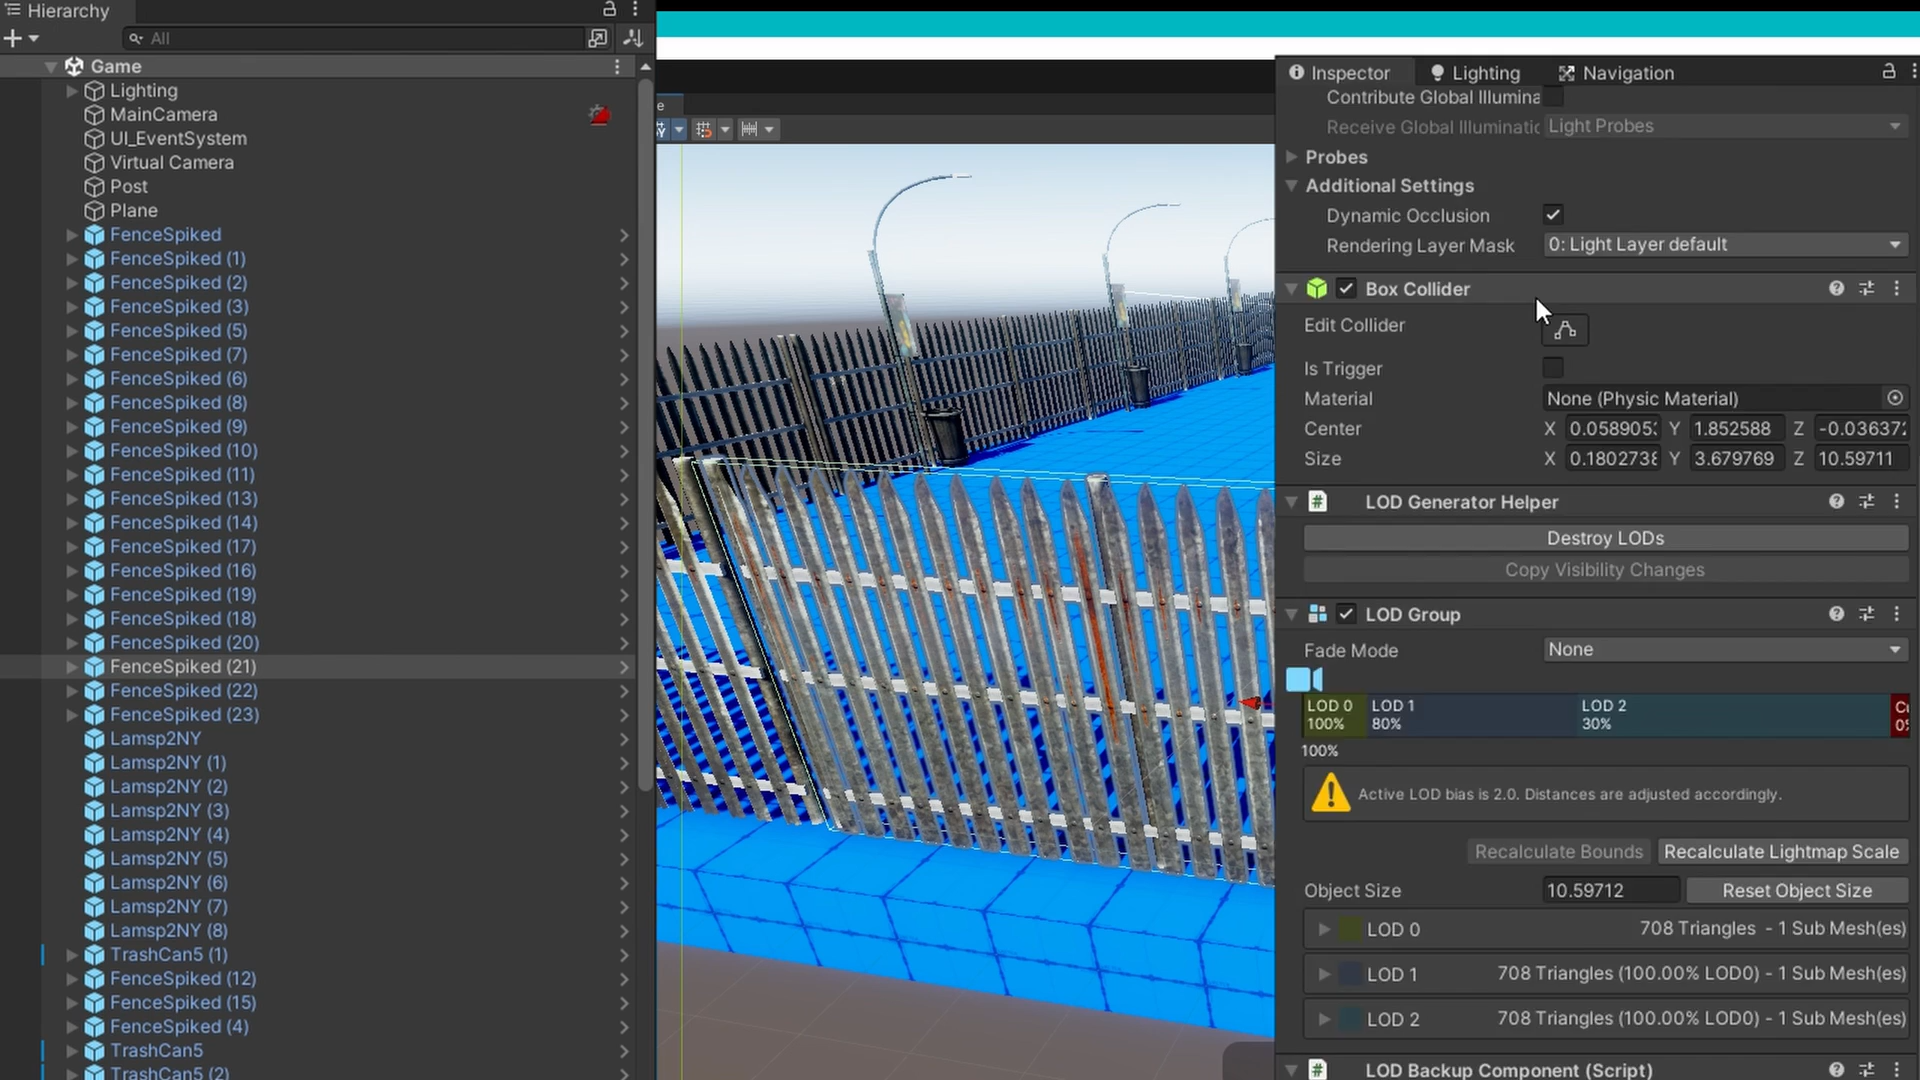 Hierarchy
All
Game
Lighting
MainCamera
UI_EventSystem
Virtual Camera
Post
Plane
FenceSpiked
FenceSpiked (1)
FenceSpiked (2)
FenceSpiked (3)
FenceSpiked (5)
FenceSpiked (7)
FenceSpiked (6)
FenceSpiked (8)
FenceSpiked (9)
FenceSpiked (10)
FenceSpiked (11)
FenceSpiked (13)
FenceSpiked (14)
FenceSpiked (17)
FenceSpiked (16)
FenceSpiked (19)
FenceSpiked (18)
FenceSpiked (20)
FenceSpiked (21)
FenceSpiked (22)
FenceSpiked (23)
Lamsp2NY
Lamsp2NY (1)
Lamsp2NY (2)
Lamsp2NY (3)
Lamsp2NY (4)
Lamsp2NY (5)
Lamsp2NY (6)
Lamsp2NY (7)
Lamsp2NY (8)
TrashCan5 (1)
FenceSpiked (12)
FenceSpiked (15)
FenceSpiked (4)
TrashCan5
TrashCan5 (2)
Inspector Lighting Navigation
Contribute Global Illumina
Receive Global Illuminatic Light Probes
Probes
Additional Settings
Dynamic Occlusion
Rendering Layer Mask 0: Light Layer default
Box Collider
Edit Collider
Is Trigger
Material None (Physic Material)
Center X 0.058905 Y 1.852588 Z -0.03637
Size X 0.180273 Y 3.679769 Z 10.59711
LOD Generator Helper
Destroy LODs
Copy Visibility Changes
LOD Group
Fade Mode None
LOD 0 LOD 1 LOD 2 Cu
100% 80% 30% 0%
100%
Active LOD bias is 2.0. Distances are adjusted accordingly.
Recalculate Bounds Recalculate Lightmap Scale
Object Size 10.59712 Reset Object Size
LOD 0 708 Triangles - 1 Sub Mesh(es)
LOD 1 708 Triangles (100.00% LOD0) - 1 Sub Mesh(es)
LOD 2 708 Triangles (100.00% LOD0) - 1 Sub Mesh(es)
LOD Backup Component (Script)